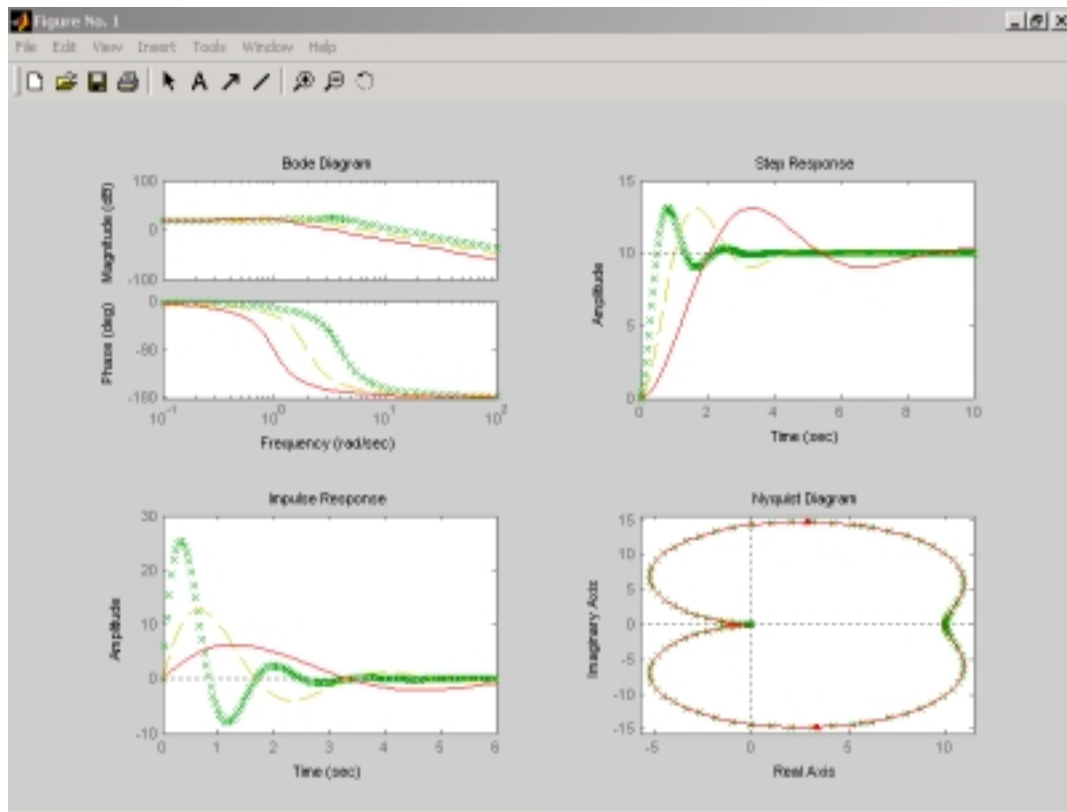 Figure No. 1
File Edit View Insert Tools Window Help
A
Bode Diagram
Magnitude (dB)
100
0
-100
Phase (deg)
0
-90
-180
10^-1 10^0 10^1 10^2
Frequency (rad/sec)
Step Response
Amplitude
15
10
5
0
0 2 4 6 8 10
Time (sec)
Impulse Response
Amplitude
30
20
10
0
-10
0 1 2 3 4 5 6
Time (sec)
Nyquist Diagram
Imaginary Axis
15
10
5
0
-5
-10
-15
-5 0 5 10
Real Axis